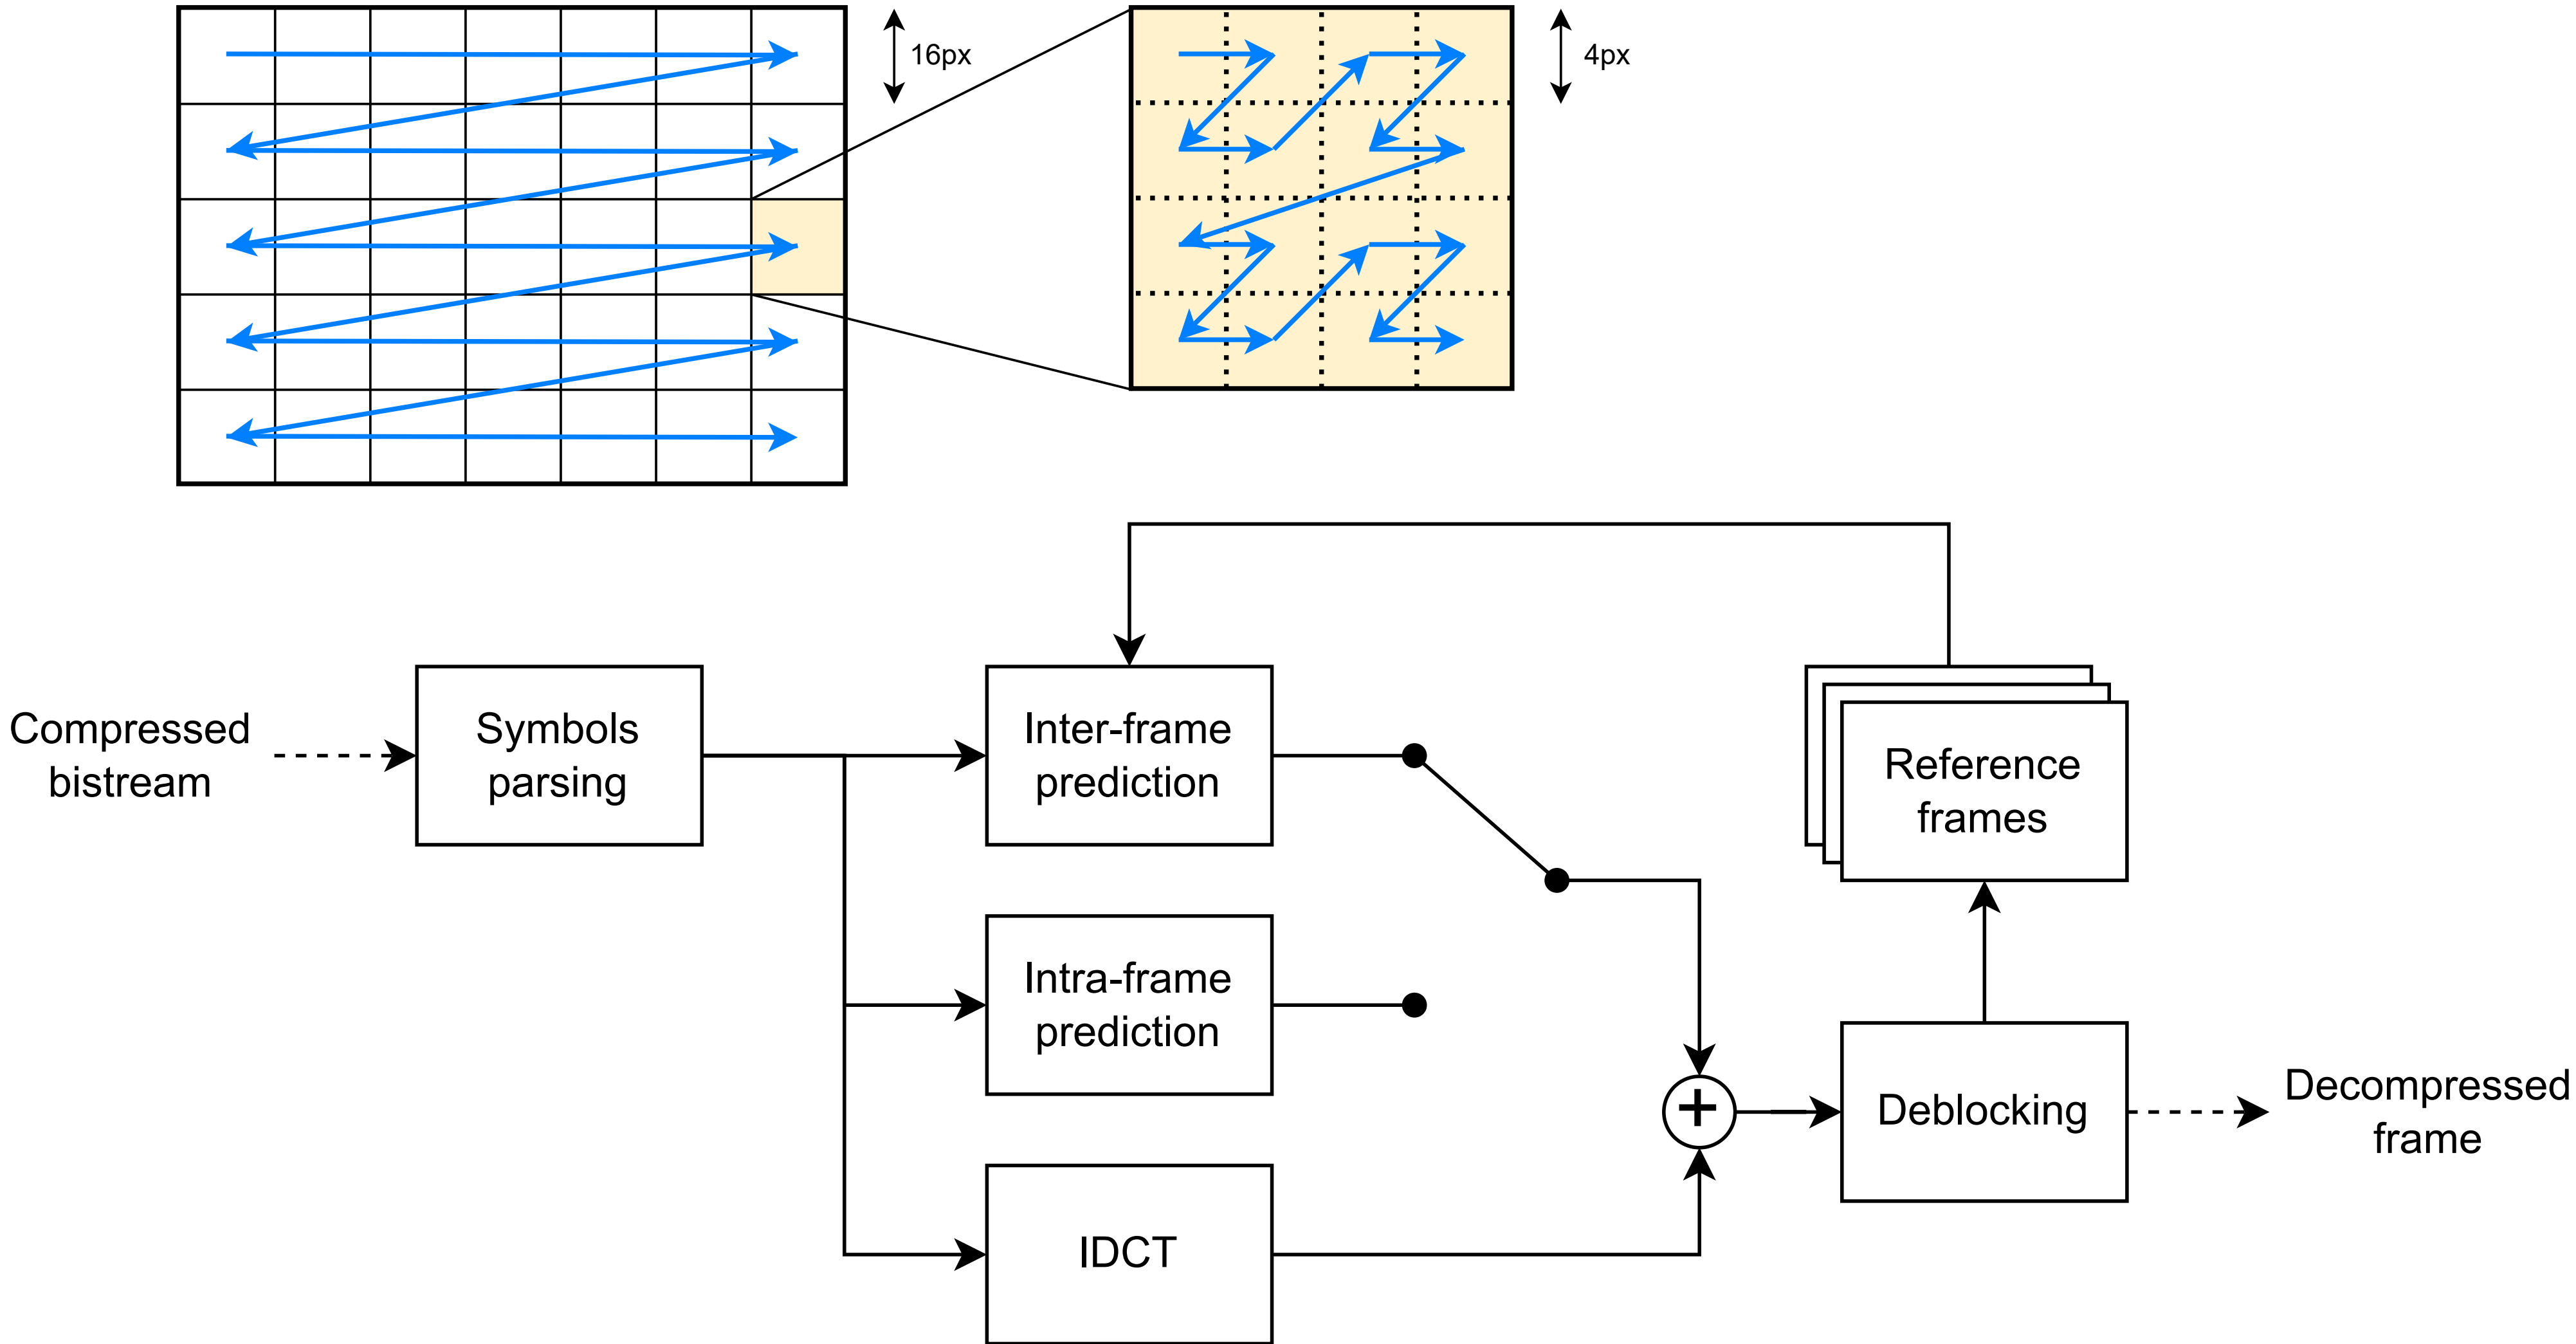 16px
4px
Compressed
bistream
Symbols
parsing
Inter-frame
prediction
Reference
frames
Intra-frame
prediction
+
Deblocking
Decompressed
frame
IDCT